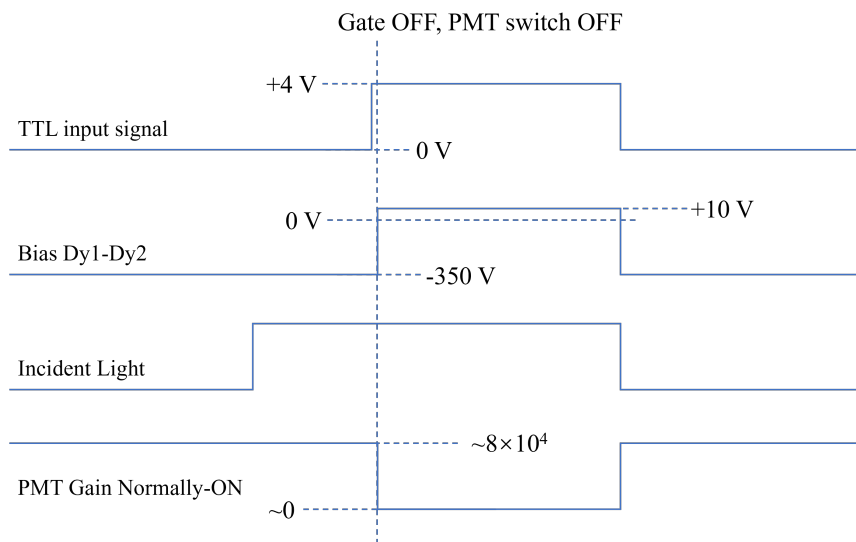 Gate OFF, PMT switch OFF
+4 V
TTL input signal
0 V
+10 V
0 V
Bias Dy1-Dy2
-350 V
Incident Light
~8×10⁴
PMT Gain Normally-ON
~0